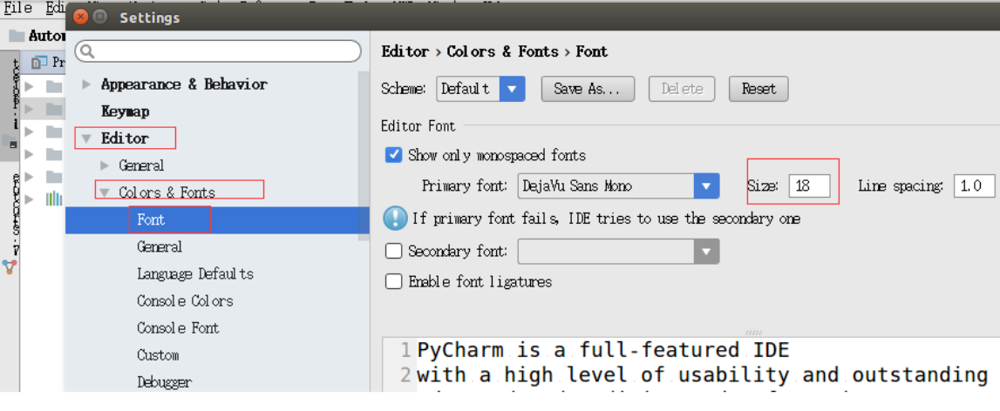 File Edi
Settings
Autom
Pr
Appearance & Behavior
Keymap
Editor
General
Colors & Fonts
Font
General
Language Defaults
Console Colors
Console Font
Custom
Debugger
Editor › Colors & Fonts › Font
Scheme: Default Save As... Delete Reset
Editor Font
Show only monospaced fonts
Primary font: DejaVu Sans Mono Size: 18 Line spacing: 1.0
If primary font fails, IDE tries to use the secondary one
Secondary font:
Enable font ligatures
1 PyCharm is a full-featured IDE
2 with a high level of usability and outstanding